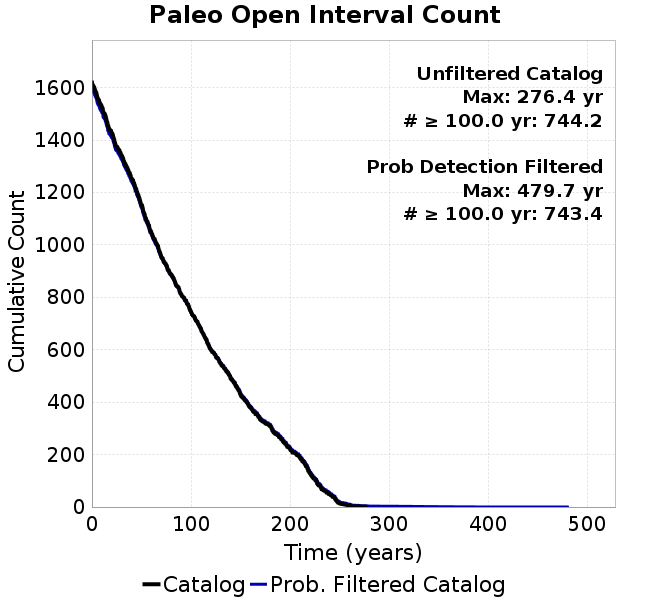 Paleo Open Interval Count
Unfiltered Catalog
Max: 276.4 yr
# ≥ 100.0 yr: 744.2
Prob Detection Filtered
Max: 479.7 yr
# ≥ 100.0 yr: 743.4
Cumulative Count
1600
1400
1200
1000
800
600
400
200
0
0 100 200 300 400 500
Time (years)
Catalog Prob. Filtered Catalog